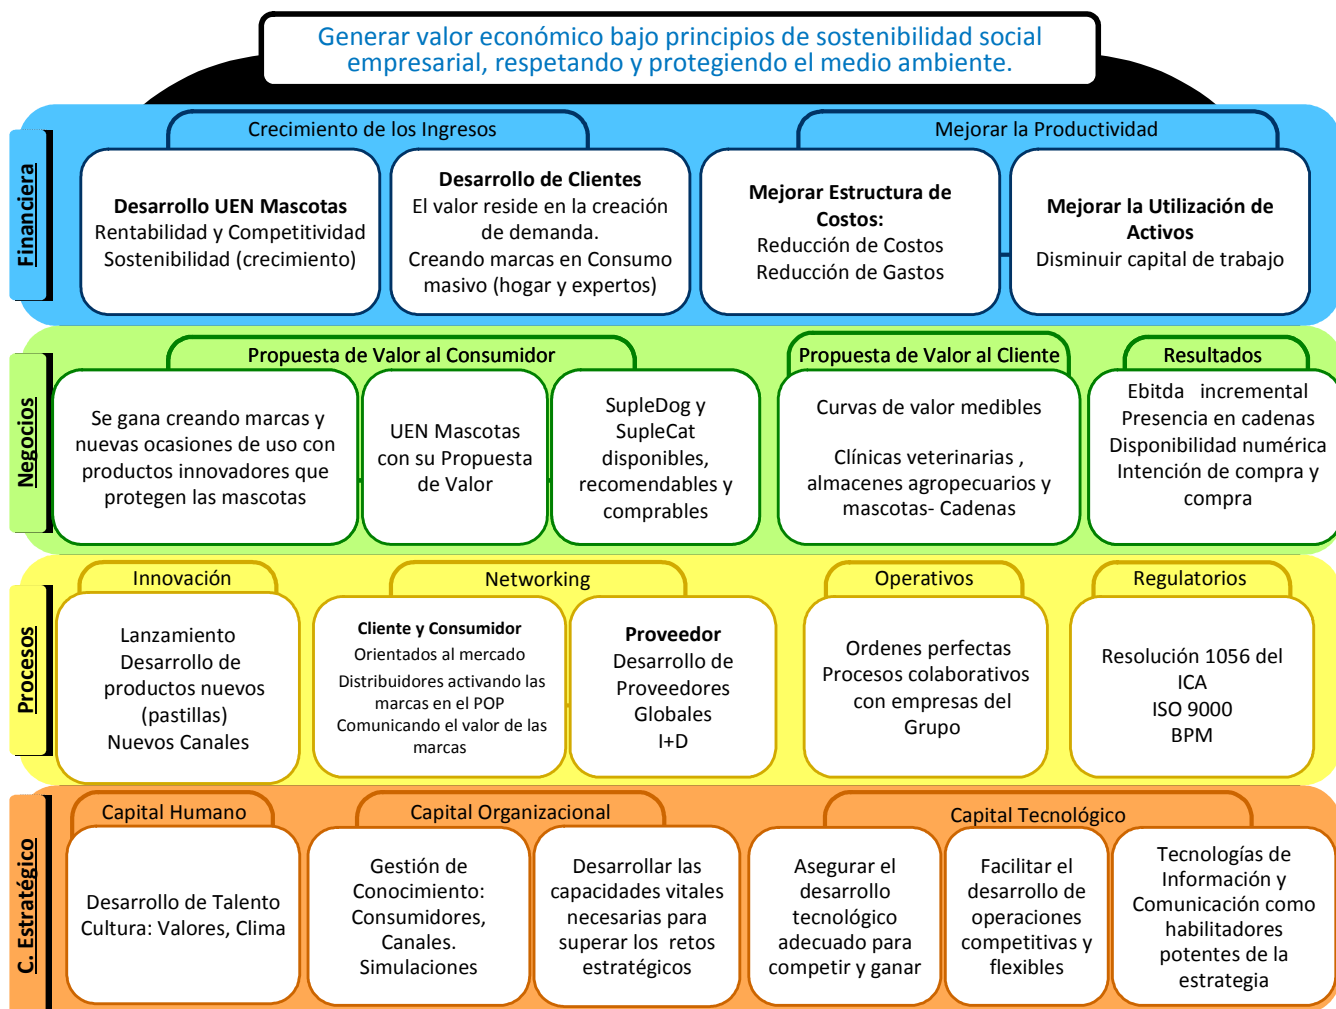 Generar valor económico bajo principios de sostenibilidad social
empresarial, respetando y protegiendo el medio ambiente.
Financiera
Crecimiento de los Ingresos
Desarrollo UEN Mascotas
Rentabilidad y Competitividad
Sostenibilidad (crecimiento)
Desarrollo de Clientes
El valor reside en la creación
de demanda.
Creando marcas en Consumo
masivo (hogar y expertos)
Mejorar la Productividad
Mejorar Estructura de
Costos:
Reducción de Costos
Reducción de Gastos
Mejorar la Utilización de
Activos
Disminuir capital de trabajo
Negocios
Propuesta de Valor al Consumidor
Se gana creando marcas y
nuevas ocasiones de uso con
productos innovadores que
protegen las mascotas
UEN Mascotas
con su Propuesta
de Valor
SupleDog y
SupleCat
disponibles,
recomendables y
comprables
Propuesta de Valor al Cliente
Curvas de valor medibles
Clínicas veterinarias ,
almacenes agropecuarios y
mascotas- Cadenas
Resultados
Ebitda incremental
Presencia en cadenas
Disponibilidad numérica
Intención de compra y
compra
Procesos
Innovación
Lanzamiento
Desarrollo de
productos nuevos
(pastillas)
Nuevos Canales
Networking
Cliente y Consumidor
Orientados al mercado
Distribuidores activando las
marcas en el POP
Comunicando el valor de las
marcas
Proveedor
Desarrollo de
Proveedores
Globales
I+D
Operativos
Ordenes perfectas
Procesos colaborativos
con empresas del
Grupo
Regulatorios
Resolución 1056 del
ICA
ISO 9000
BPM
C. Estratégico
Capital Humano
Desarrollo de Talento
Cultura: Valores, Clima
Capital Organizacional
Gestión de
Conocimiento:
Consumidores,
Canales.
Simulaciones
Desarrollar las
capacidades vitales
necesarias para
superar los retos
estratégicos
Capital Tecnológico
Asegurar el
desarrollo
tecnológico
adecuado para
competir y ganar
Facilitar el
desarrollo de
operaciones
competitivas y
flexibles
Tecnologías de
Información y
Comunicación como
habilitadores
potentes de la
estrategia